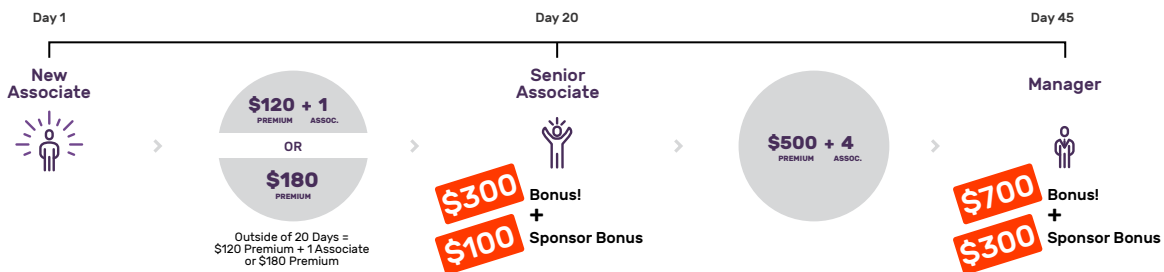 Day 1
Day 20
Day 45
New
Associate
$120 + 1
PREMIUM ASSOC.
OR
$180
PREMIUM
Outside of 20 Days =
$120 Premium + 1 Associate
or $180 Premium
Senior
Associate
$300 Bonus!
+
$100 Sponsor Bonus
$500 + 4
PREMIUM ASSOC.
Manager
$700 Bonus!
+
$300 Sponsor Bonus